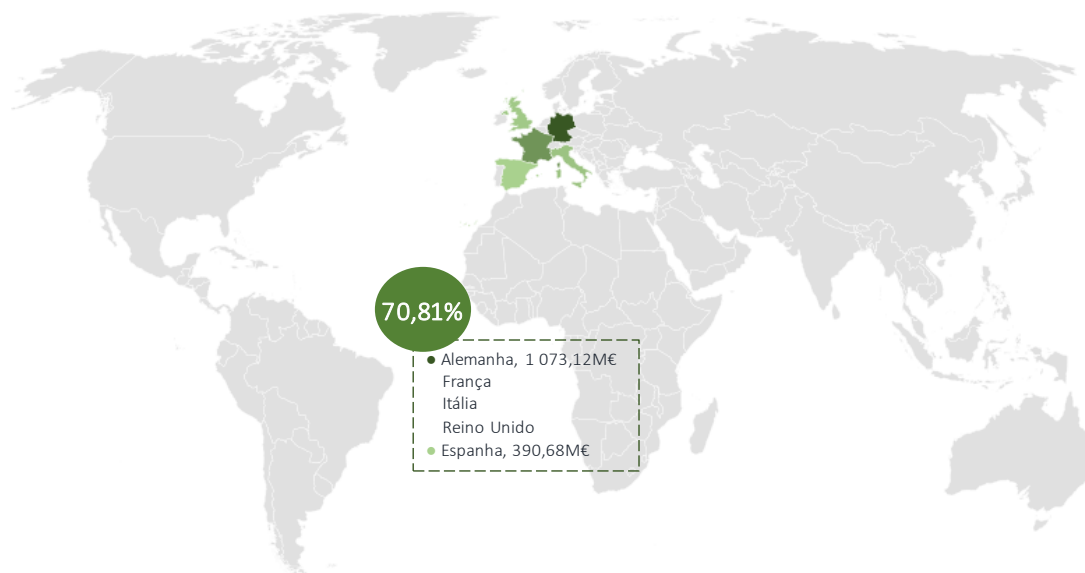 70,81%
Alemanha, 1 073,12M€
França
Itália
Reino Unido
Espanha, 390,68M€